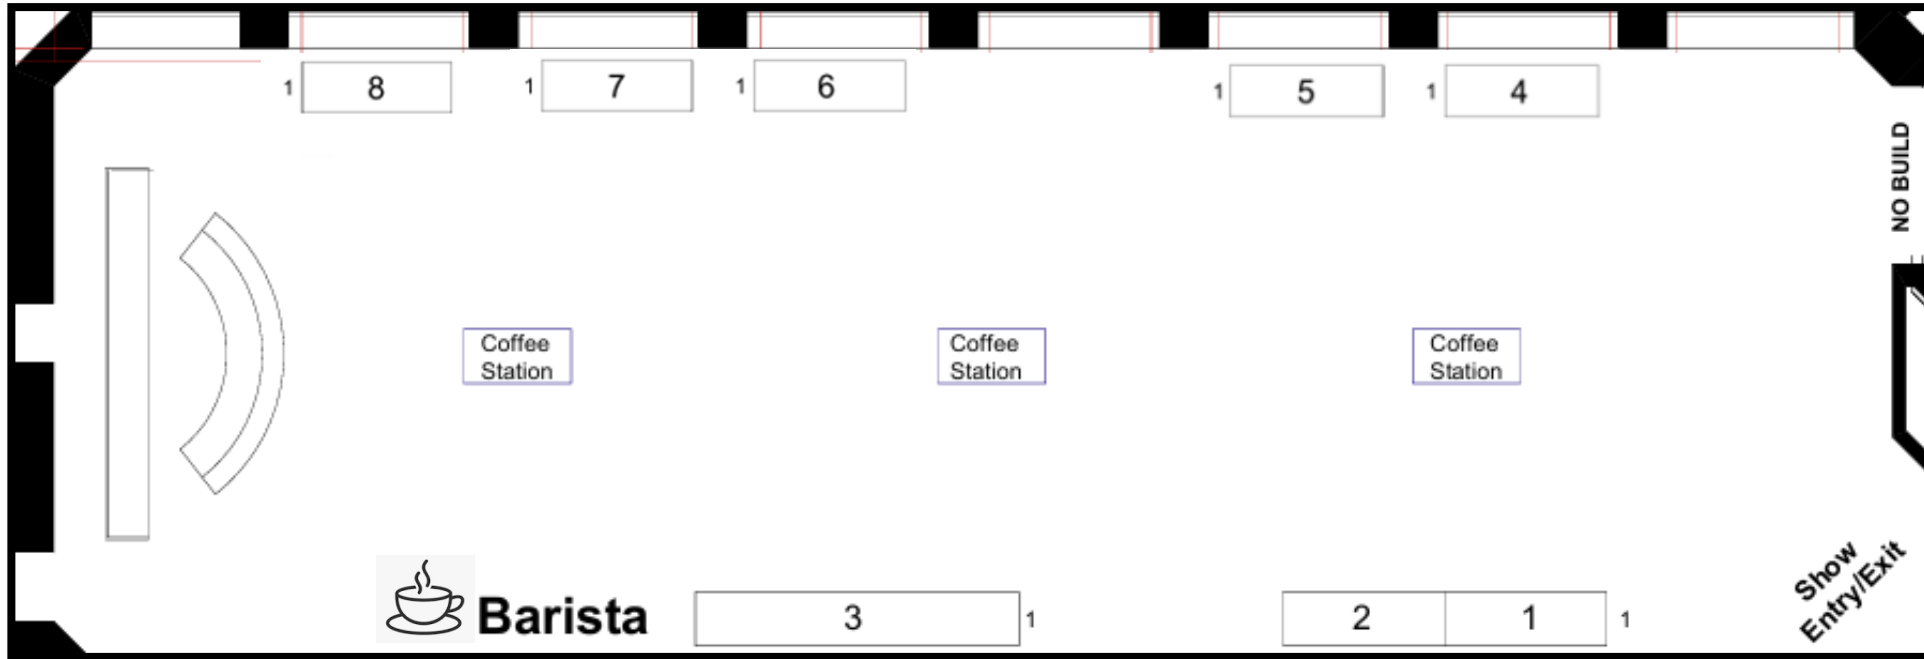 1 8 1 7 1 6 1 5 1 4
NO BUILD
Coffee
Station
Coffee
Station
Coffee
Station
Barista
3 1
2 1 1
Show
Entry/Exit